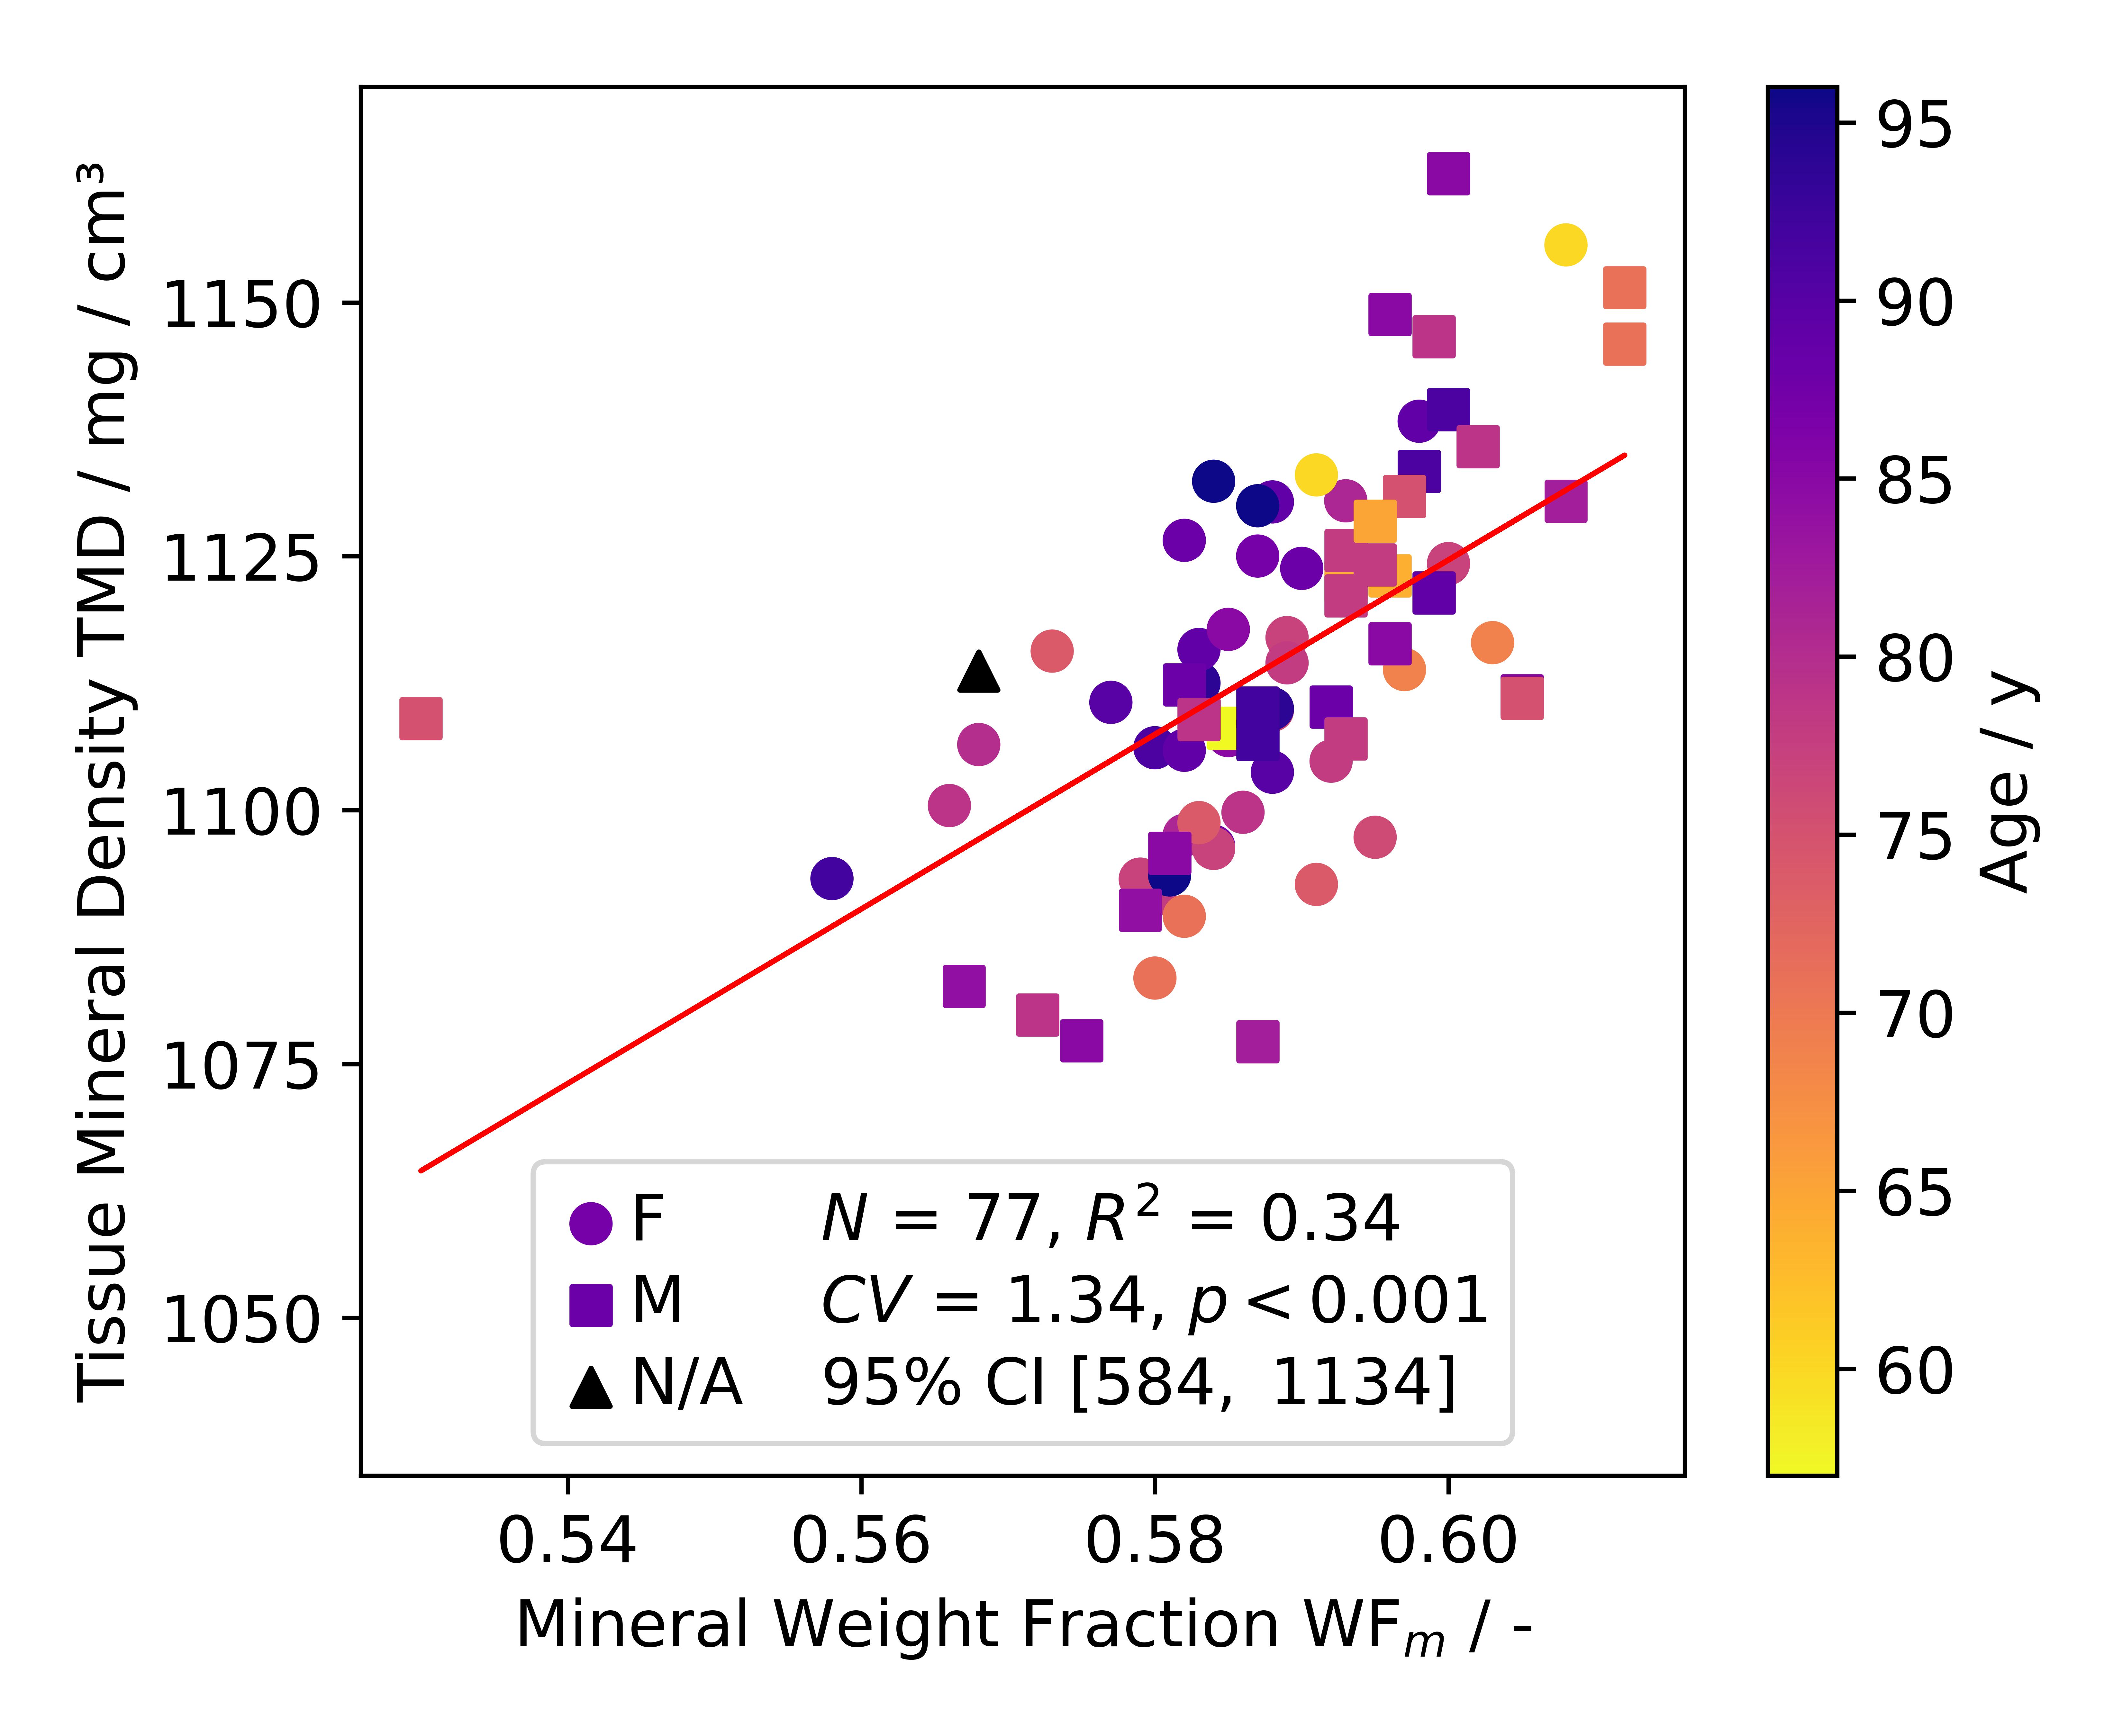 Tissue Mineral Density TMD / mg / cm³
1150
1125
1100
1075
1050
F N = 77, R² = 0.34
M CV = 1.34, p < 0.001
N/A 95% CI [584, 1134]
0.54 0.56 0.58 0.60
Mineral Weight Fraction WFₘ / -
95
90
85
80
75
70
65
60
Age / y